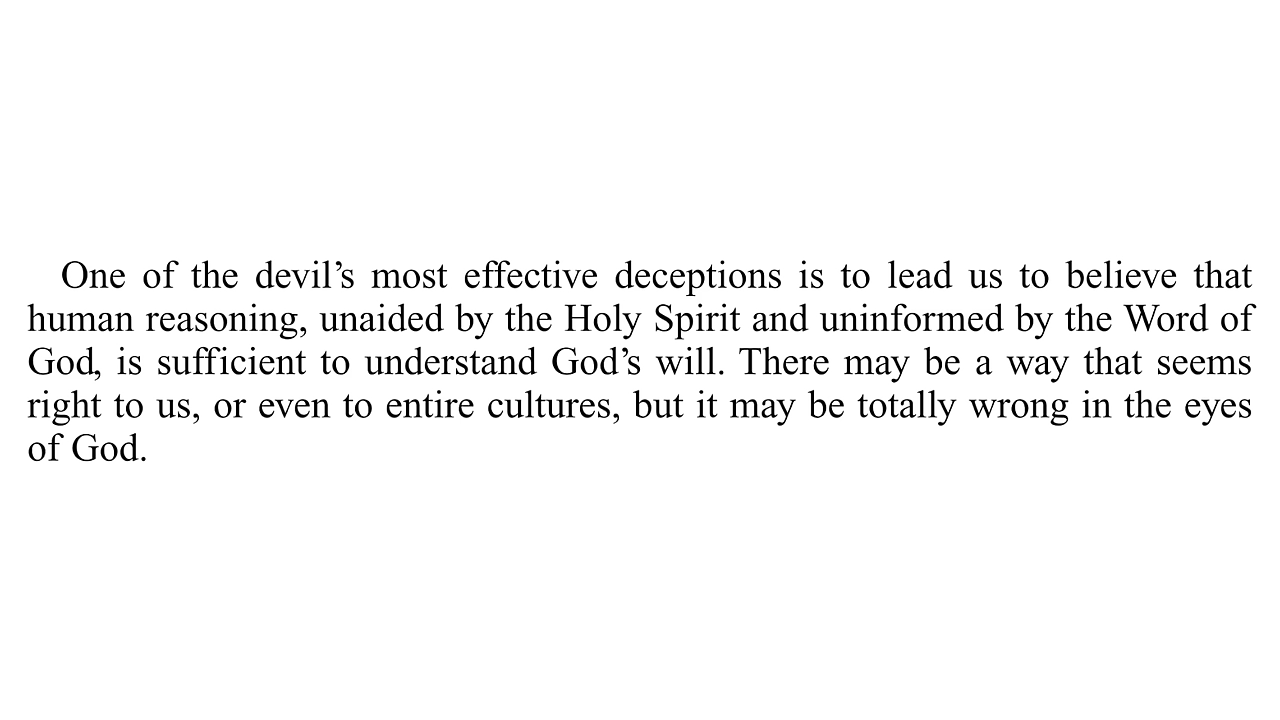 One of the devil’s most effective deceptions is to lead us to believe that
human reasoning, unaided by the Holy Spirit and uninformed by the Word of
God, is sufficient to understand God’s will. There may be a way that seems
right to us, or even to entire cultures, but it may be totally wrong in the eyes
of God.